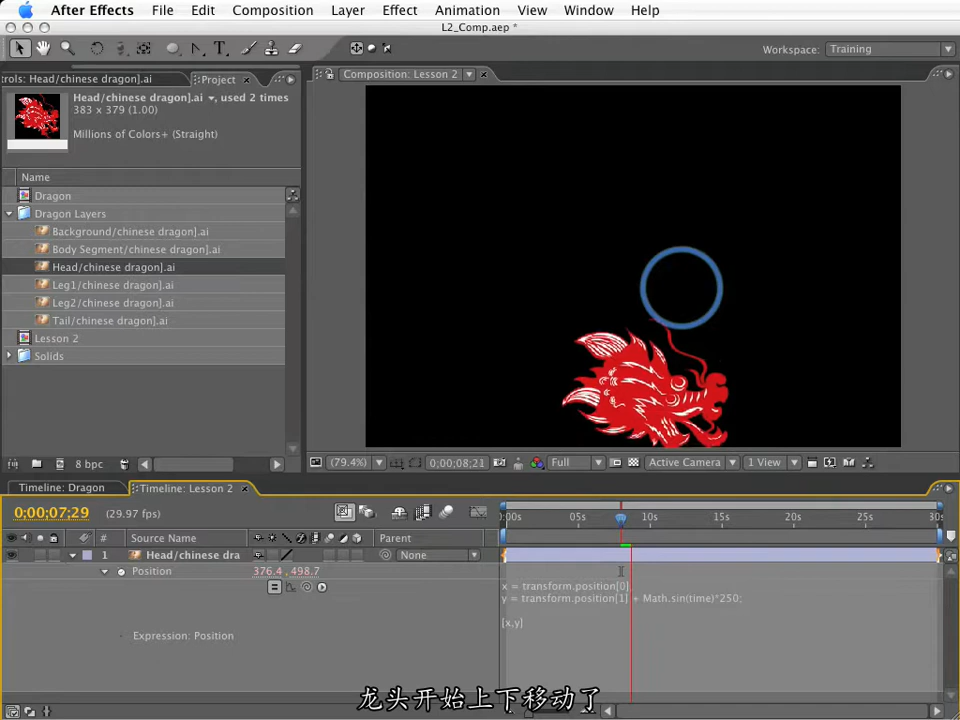 After Effects File Edit Composition Layer Effect Animation View Window Help
L2_Comp.aep *
Workspace: Training
rols: Head/chinese dragon].ai Project Composition: Lesson 2
Head/chinese dragon].ai , used 2 times
383 x 379 (1.00)
Millions of Colors+ (Straight)
Name
Dragon
Dragon Layers
Background/chinese dragon].ai
Body Segment/chinese dragon].ai
Head/chinese dragon].ai
Leg1/chinese dragon].ai
Leg2/chinese dragon].ai
Tail/chinese dragon].ai
Lesson 2
Solids
8 bpc (79.4%) 0;00;08;21 Full Active Camera 1 View
Timeline: Dragon Timeline: Lesson 2
0;00;07;29 (29.97 fps)
:00s 05s 10s 15s 20s 25s 30s
# Source Name Parent
1 Head/chinese dra None
Position 376.4 , 498.7
x = transform.position[0]
y = transform.position[1] + Math.sin(time)*250;
[x,y]
Expression: Position
龙头开始上下移动了